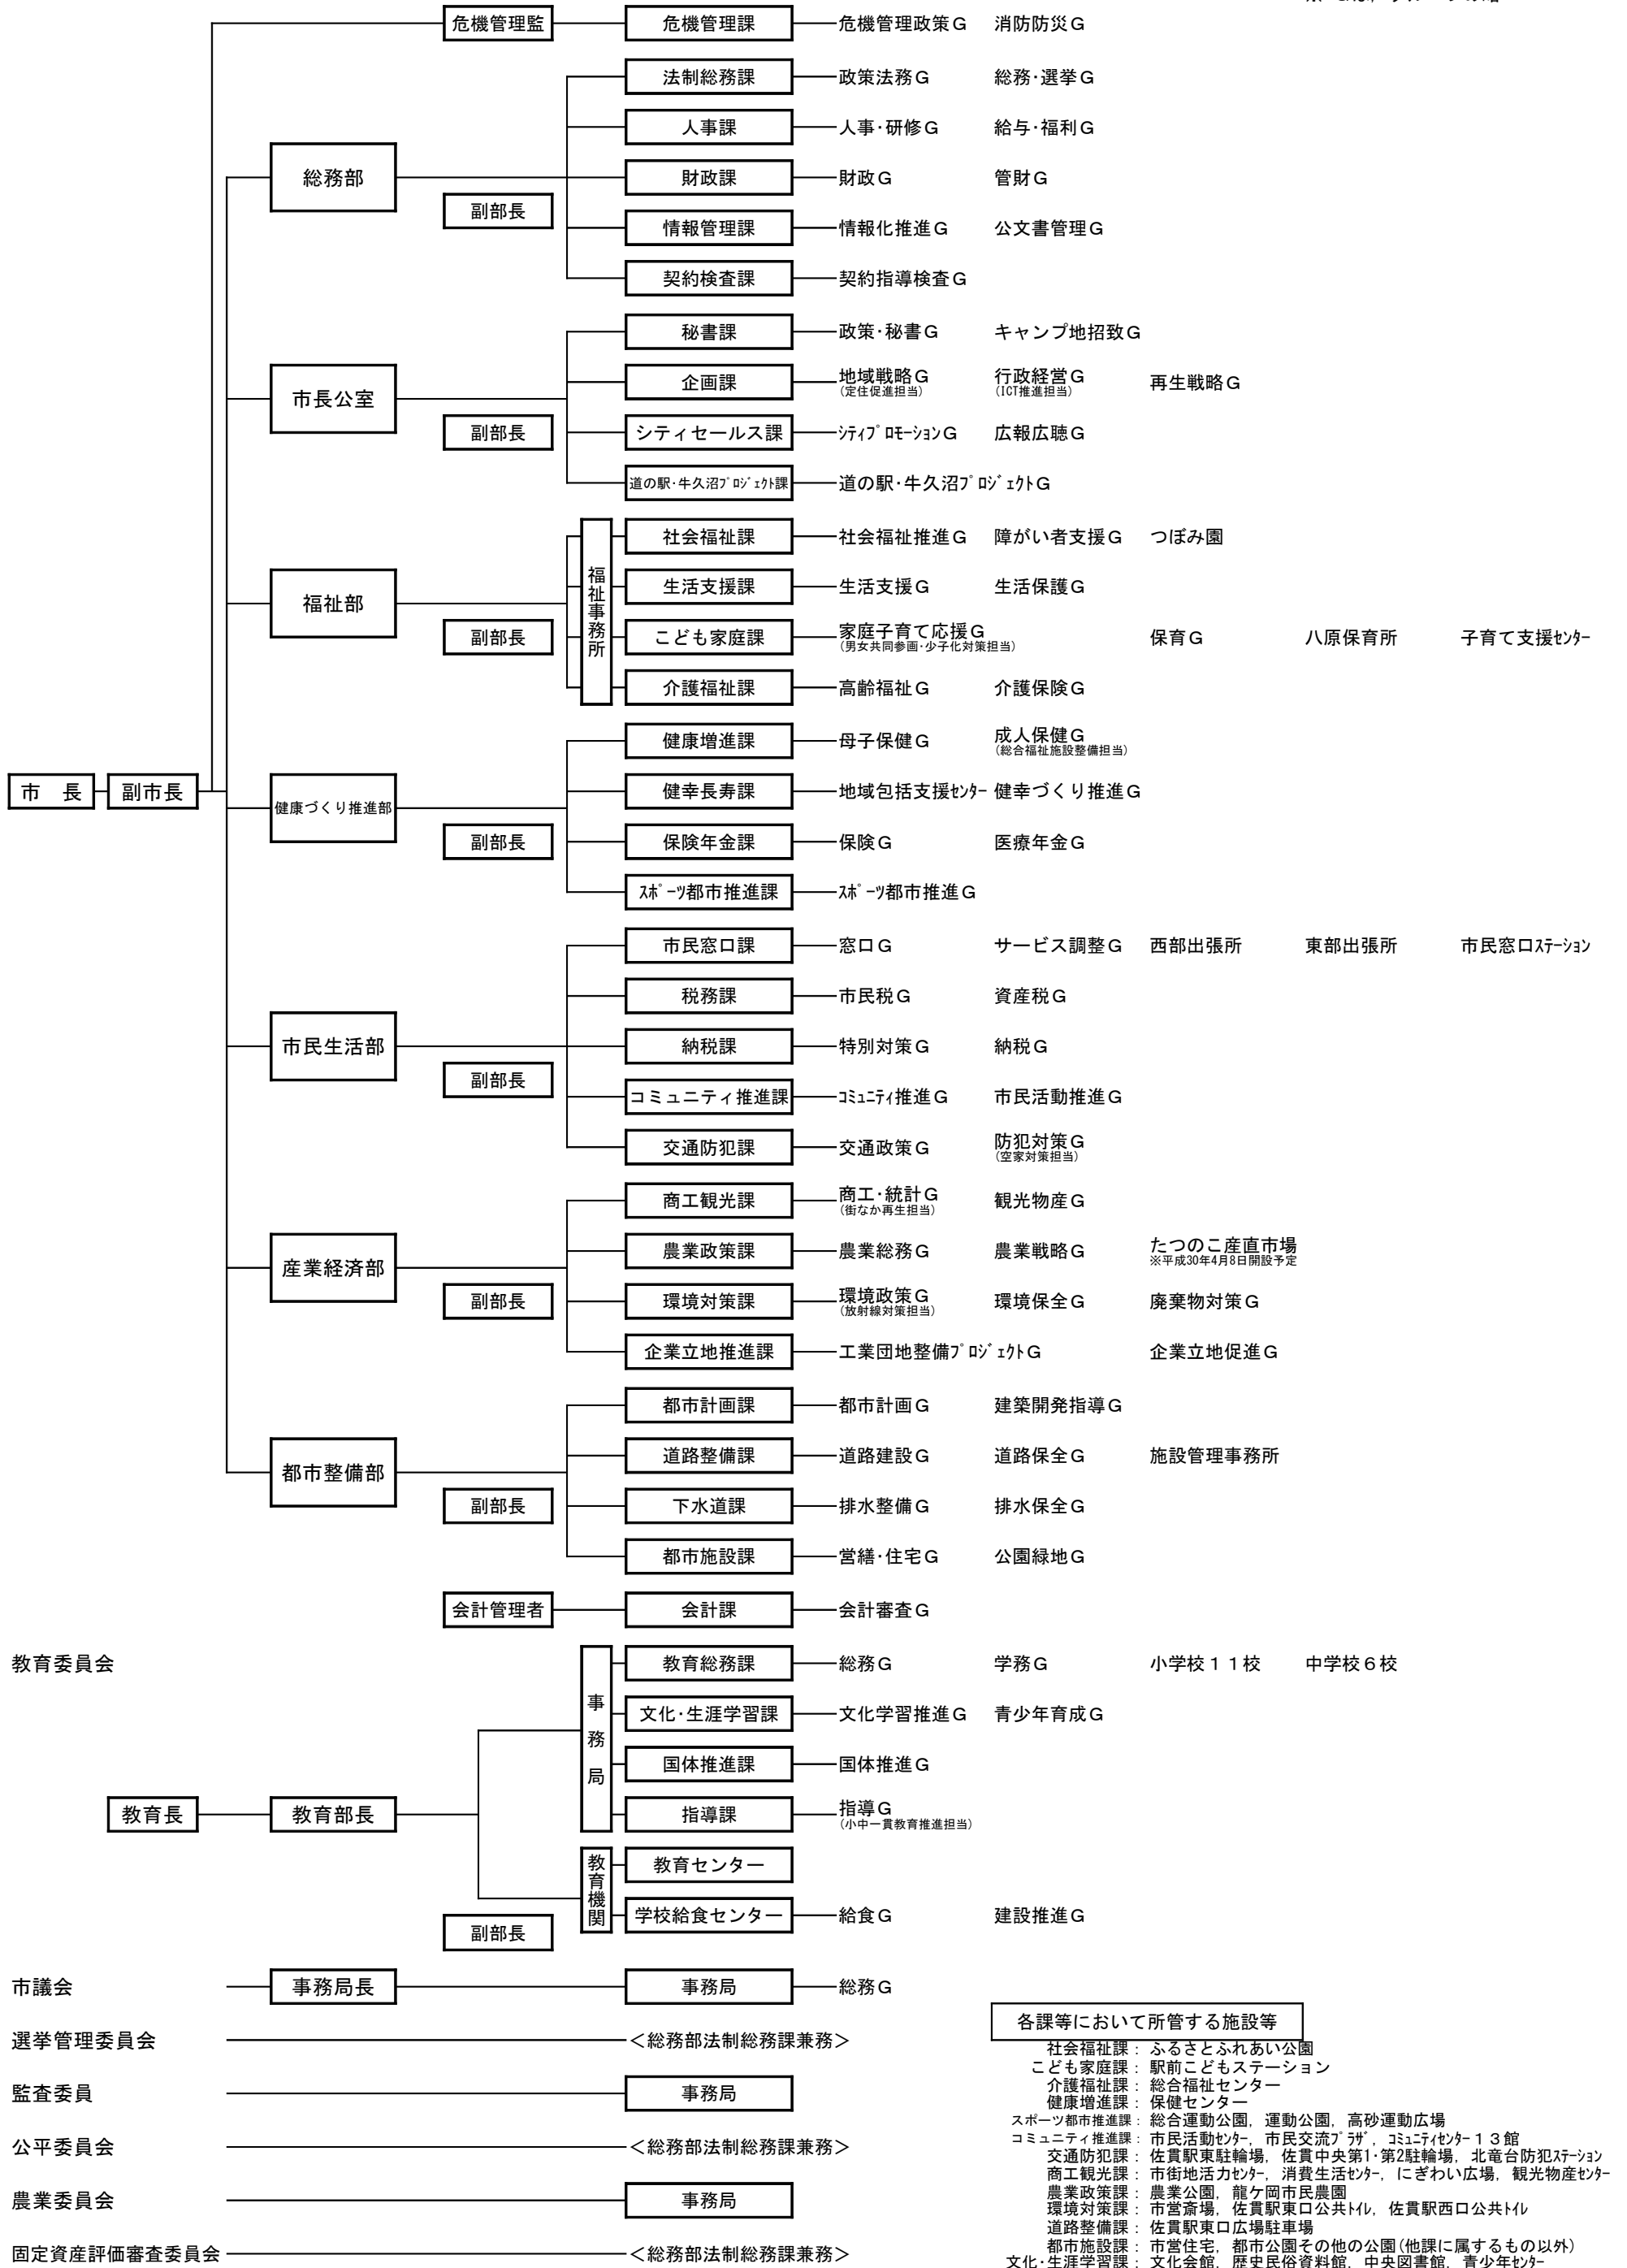 危機管理監 危機管理課 危機管理政策G 消防防災G
法制総務課 政策法務G 総務･選挙G
人事課 人事･研修G 給与･福利G
総務部 財政課 財政G 管財G
副部長
情報管理課 情報化推進G 公文書管理G
契約検査課 契約指導検査G
秘書課 政策･秘書G キャンプ地招致G
市長公室 企画課 地域戦略G 行政経営G 再生戦略G
(定住促進担当) (ICT推進担当)
副部長 シティセールス課 ｼﾃｨﾌﾟﾛﾓｰｼｮﾝG 広報広聴G
道の駅･牛久沼ﾌﾟﾛｼﾞｪｸﾄ課 道の駅･牛久沼ﾌﾟﾛｼﾞｪｸﾄG
福祉事務所
社会福祉課 社会福祉推進G 障がい者支援G つぼみ園
福祉部 生活支援課 生活支援G 生活保護G
副部長 こども家庭課 家庭子育て応援G 保育G 八原保育所 子育て支援ｾﾝﾀｰ
(男女共同参画･少子化対策担当)
介護福祉課 高齢福祉G 介護保険G
健康増進課 母子保健G 成人保健G
(総合福祉施設整備担当)
市　長 副市長 健康づくり推進部 健幸長寿課 地域包括支援ｾﾝﾀｰ 健幸づくり推進G
副部長 保険年金課 保険G 医療年金G
ｽﾎﾟｰﾂ都市推進課 ｽﾎﾟｰﾂ都市推進G
市民窓口課 窓口G サービス調整G 西部出張所 東部出張所 市民窓口ｽﾃｰｼｮﾝ
税務課 市民税G 資産税G
市民生活部 納税課 特別対策G 納税G
副部長 コミュニティ推進課 ｺﾐｭﾆﾃｨ推進G 市民活動推進G
交通防犯課 交通政策G 防犯対策G
(空家対策担当)
商工観光課 商工･統計G 観光物産G
(街なか再生担当)
産業経済部 農業政策課 農業総務G 農業戦略G たつのこ産直市場
※平成30年4月8日開設予定
副部長 環境対策課 環境政策G 環境保全G 廃棄物対策G
(放射線対策担当)
企業立地推進課 工業団地整備ﾌﾟﾛｼﾞｪｸﾄG 企業立地促進G
都市計画課 都市計画G 建築開発指導G
都市整備部 道路整備課 道路建設G 道路保全G 施設管理事務所
副部長 下水道課 排水整備G 排水保全G
都市施設課 営繕･住宅G 公園緑地G
会計管理者 会計課 会計審査G
教育委員会 事務局 教育総務課 総務G 学務G 小学校１１校 中学校６校
文化･生涯学習課 文化学習推進G 青少年育成G
国体推進課 国体推進G
教育長 教育部長 指導課 指導G
(小中一貫教育推進担当)
教育機関 教育センター
副部長 学校給食センター 給食G 建設推進G
市議会 事務局長 事務局 総務G
選挙管理委員会 ＜総務部法制総務課兼務＞
監査委員 事務局
公平委員会 ＜総務部法制総務課兼務＞
農業委員会 事務局
固定資産評価審査委員会 ＜総務部法制総務課兼務＞
各課等において所管する施設等
社会福祉課：ふるさとふれあい公園
こども家庭課：駅前こどもステーション
介護福祉課：総合福祉センター
健康増進課：保健センター
スポーツ都市推進課：総合運動公園，運動公園，高砂運動広場
コミュニティ推進課：市民活動ｾﾝﾀｰ，市民交流ﾌﾟﾗｻﾞ，ｺﾐｭﾆﾃｨｾﾝﾀｰ１３館
交通防犯課：佐貫駅東駐輪場，佐貫中央第1･第2駐輪場，北竜台防犯ｽﾃｰｼｮﾝ
商工観光課：市街地活力ｾﾝﾀｰ，消費生活ｾﾝﾀｰ，にぎわい広場，観光物産ｾﾝﾀｰ
農業政策課：農業公園，龍ケ岡市民農園
環境対策課：市営斎場，佐貫駅東口公共ﾄｲﾚ，佐貫駅西口公共ﾄｲﾚ
道路整備課：佐貫駅東口広場駐車場
都市施設課：市営住宅，都市公園その他の公園(他課に属するもの以外)
文化･生涯学習課：文化会館，歴史民俗資料館，中央図書館，青少年ｾﾝﾀｰ